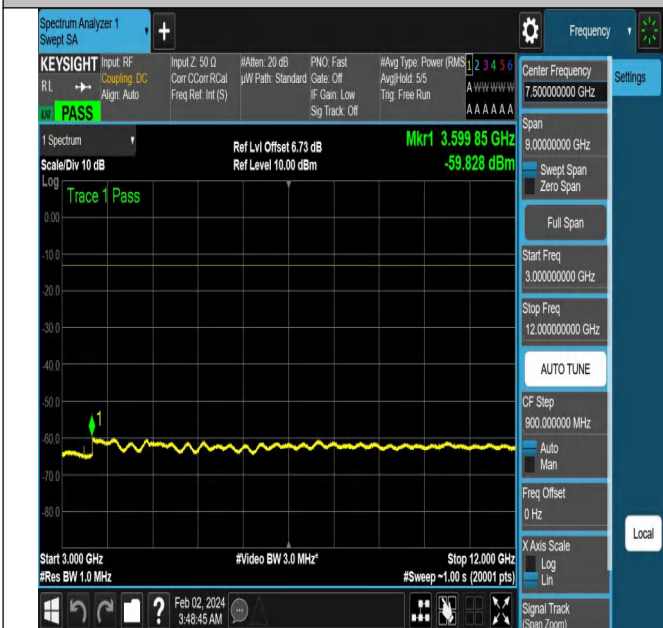 Spectrum Analyzer 1
Swept SA
+
Frequency
KEYSIGHT
RL
LXI
PASS
Input: RF
Coupling: DC
Align: Auto
Input Z: 50 Ω
Corr CCorr RCal
Freq Ref: Int (S)
#Atten: 20 dB
µW Path: Standard
PNO: Fast
Gate: Off
IF Gain: Low
Sig Track: Off
#Avg Type: Power (RMS
Avg|Hold: 5/5
Trig: Free Run
1 2 3 4 5 6
A W W W W W
A A A A A A
Center Frequency
7.500000000 GHz
Settings
1 Spectrum
Scale/Div 10 dB
Ref Lvl Offset 6.73 dB
Ref Level 10.00 dBm
Mkr1 3.599 85 GHz
-59.828 dBm
Span
9.00000000 GHz
Swept Span
Zero Span
Full Span
Start Freq
3.000000000 GHz
Stop Freq
12.000000000 GHz
AUTO TUNE
CF Step
900.000000 MHz
Auto
Man
Freq Offset
0 Hz
X Axis Scale
Log
Lin
Signal Track
(Span Zoom)
Local
Log
Trace 1 Pass
0.00
-10.0
-20.0
-30.0
-40.0
-50.0
1
-60.0
-70.0
-80.0
Start 3.000 GHz
#Res BW 1.0 MHz
#Video BW 3.0 MHz*
Stop 12.000 GHz
#Sweep ~1.00 s (20001 pts)
?
Feb 02, 2024
3:48:45 AM